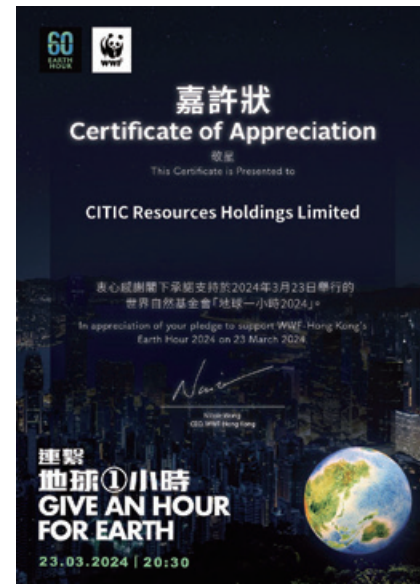 60
EARTH
HOUR
WWF
嘉許狀
Certificate of Appreciation
敬呈
This Certificate is Presented to
CITIC Resources Holdings Limited
衷心感謝閣下承諾支持於2024年3月23日舉行的
世界自然基金會「地球一小時2024」。
In appreciation of your pledge to support WWF-Hong Kong's
Earth Hour 2024 on 23 March 2024
Nicole Wong
CEO, WWF-Hong Kong
連繫
地球①小時
GIVE AN HOUR
FOR EARTH
23.03.2024 | 20:30